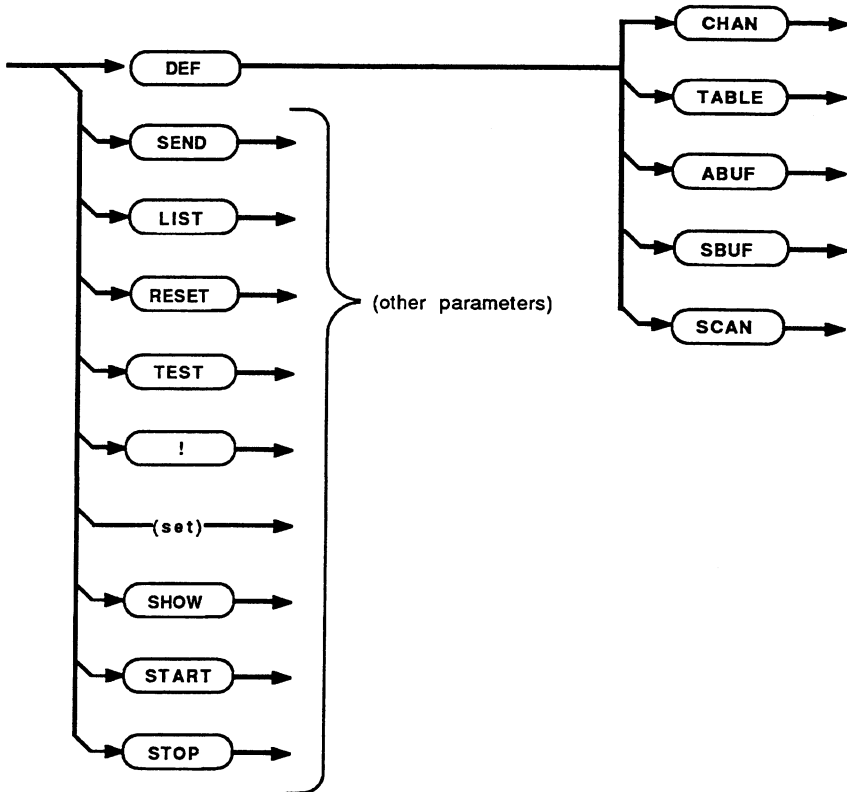 DEF
SEND
LIST
RESET
TEST
!
(set)
SHOW
START
STOP
(other parameters)
CHAN
TABLE
ABUF
SBUF
SCAN